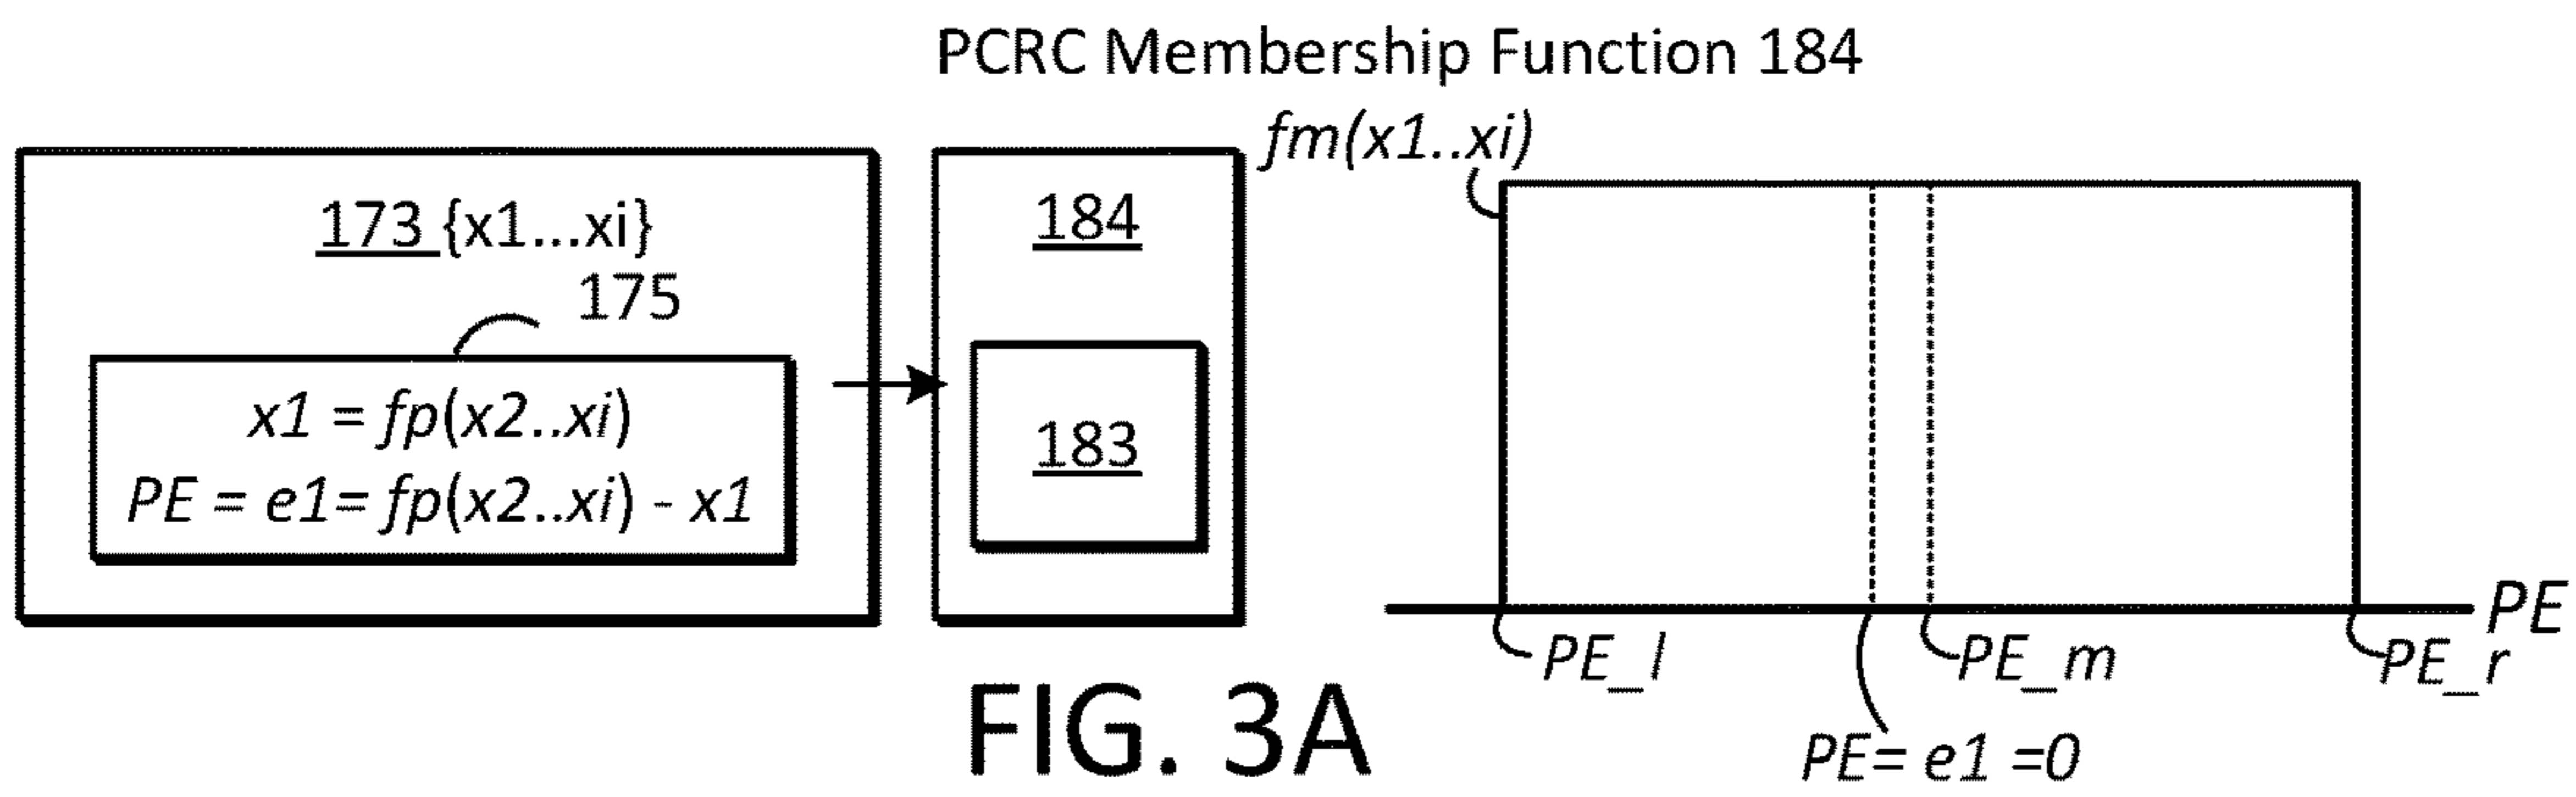 PCRC Membership Function 184
fm(x1..xi)
173 {x1...xi}
175
x1 = fp(x2..xi)
PE = e1= fp(x2..xi) - x1
184
183
PE
PE_l
PE_m
PE_r
PE= e1 =0
FIG. 3A